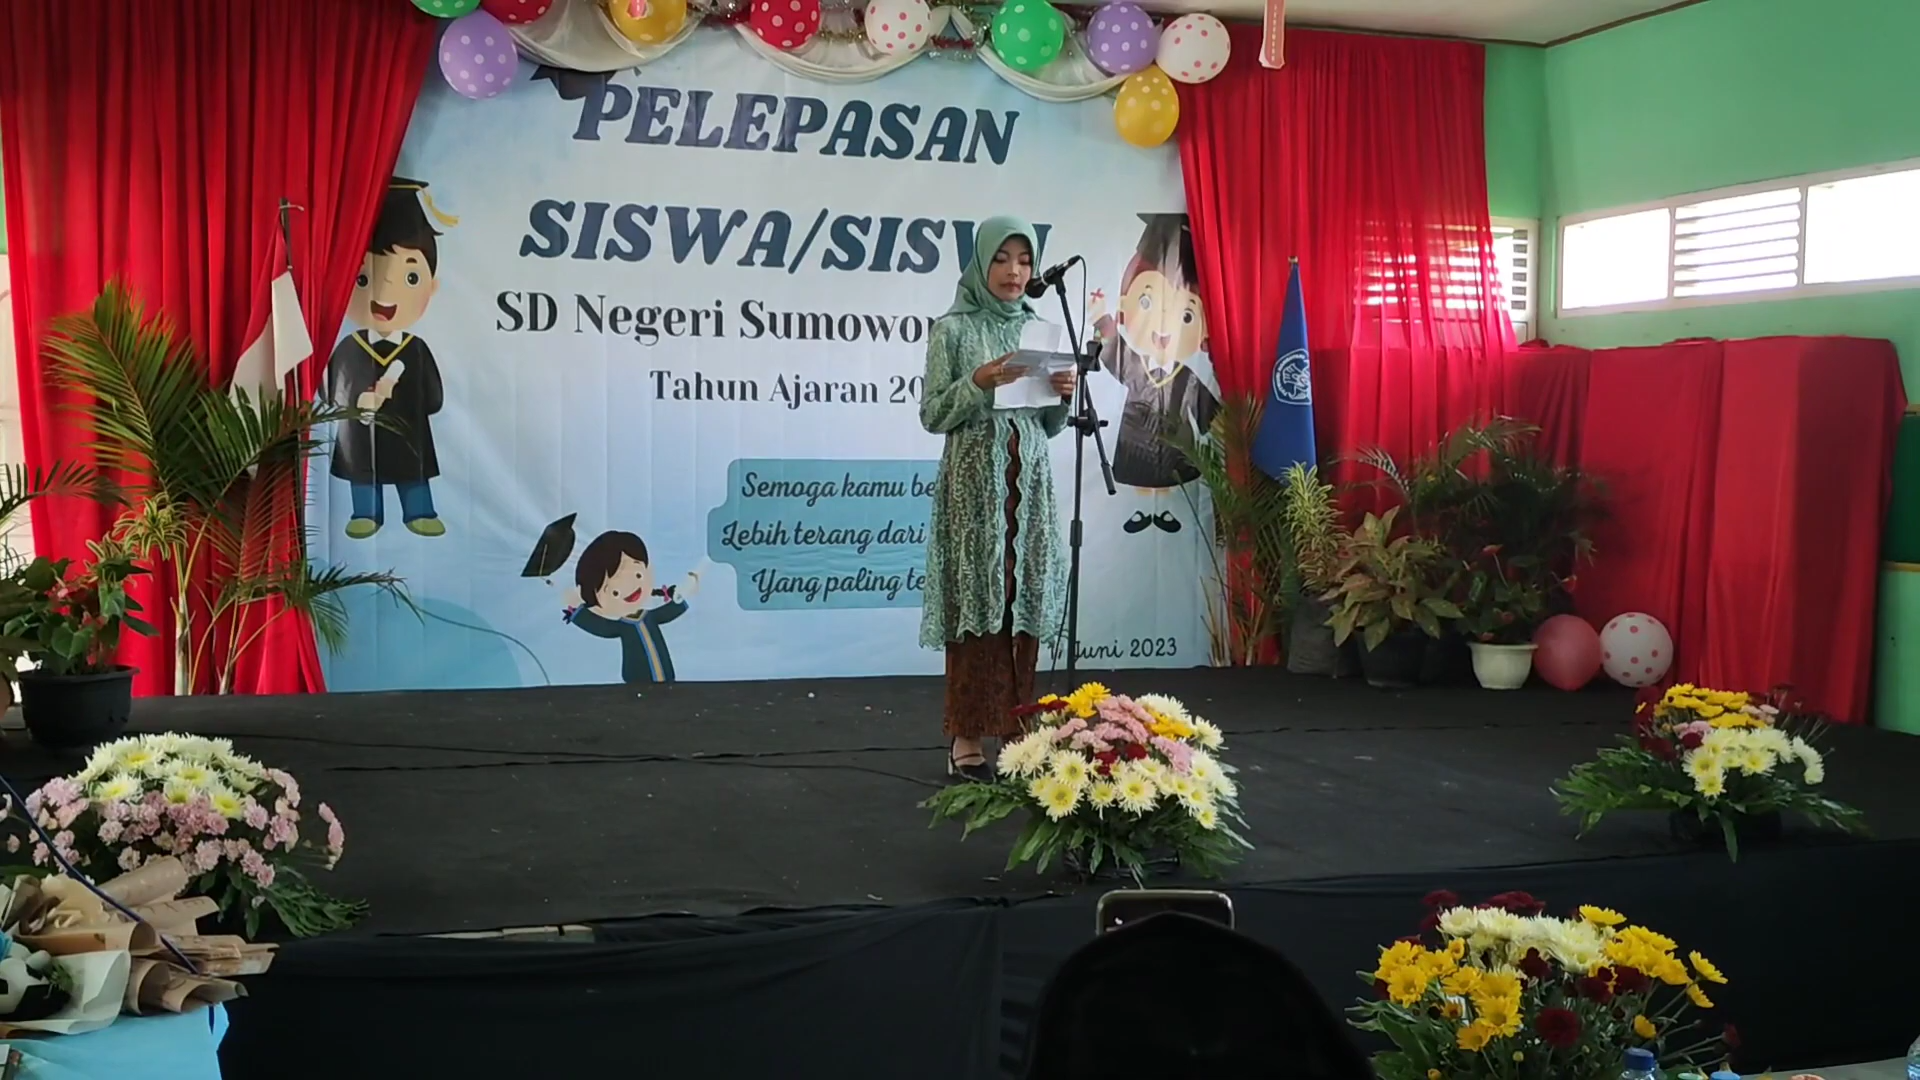 PELEPASAN
SISWA/SISWI
SD Negeri Sumowon
Tahun Ajaran 20
Semoga kamu be
Lebih terang dari
Yang paling te
Juni 2023